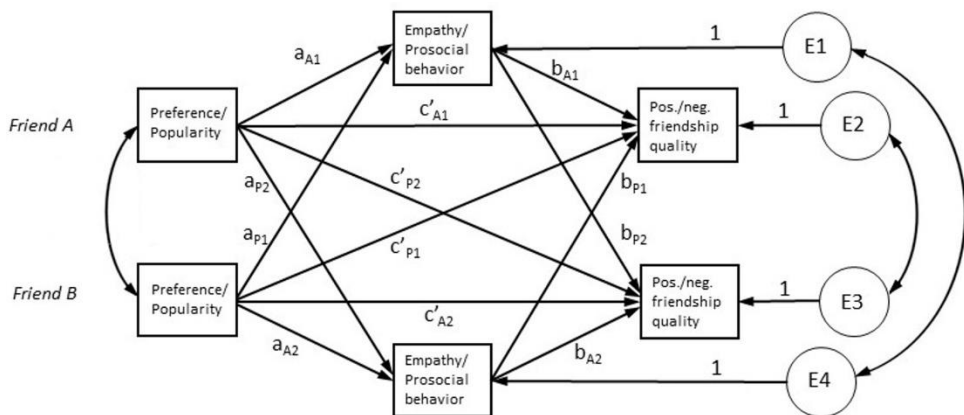 Empathy/
Prosocial
behavior
1
E1
a_A1
b_A1
Friend A
Preference/
Popularity
c'_A1
Pos./neg.
friendship
quality
1
E2
a_P2
c'_P2
b_P1
a_P1
c'_P1
b_P2
Friend B
Preference/
Popularity
c'_A2
Pos./neg.
friendship
quality
1
E3
a_A2
b_A2
Empathy/
Prosocial
behavior
1
E4